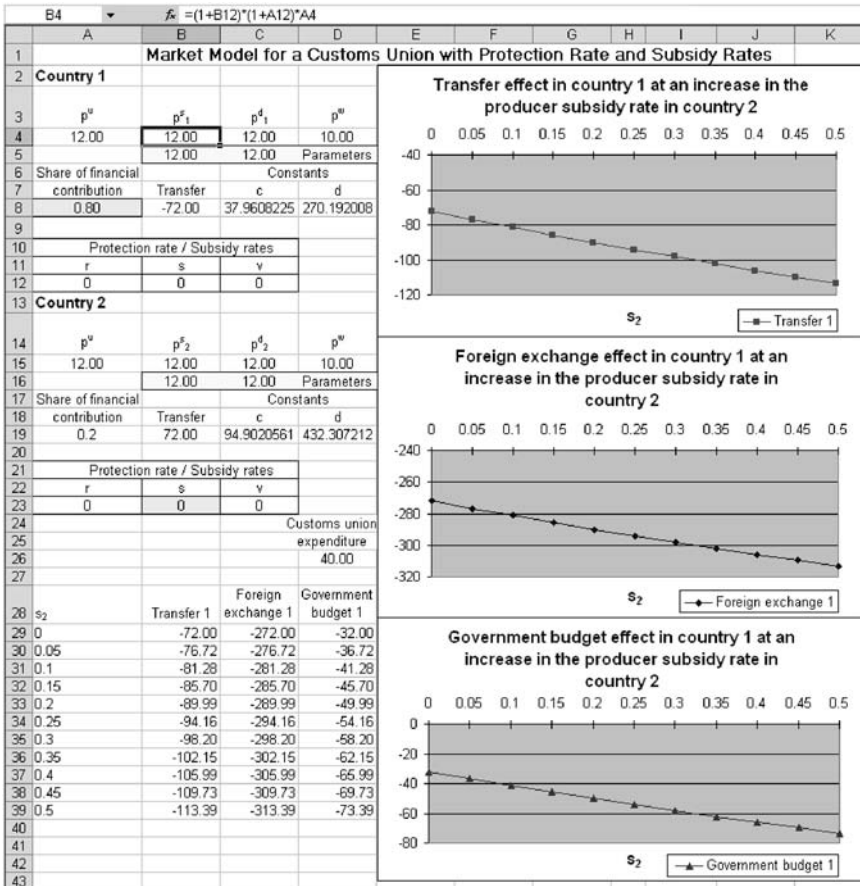 B4 fx =(1+B12)*(1+A12)*A4
A B C D E F G H I J K
1 Market Model for a Customs Union with Protection Rate and Subsidy Rates
2 Country 1
3 pᵘ pˢ₁ pᵈ₁ pʷ
4 12.00 12.00 12.00 10.00
5 12.00 12.00 Parameters
6 Share of financial Constants
7 contribution Transfer c d
8 0.80 -72.00 37.9608225 270.192008
9
10 Protection rate / Subsidy rates
11 r s v
12 0 0 0
13 Country 2
14 pᵘ pˢ₂ pᵈ₂ pʷ
15 12.00 12.00 12.00 10.00
16 12.00 12.00 Parameters
17 Share of financial Constants
18 contribution Transfer c d
19 0.2 72.00 94.9020561 432.307212
20
21 Protection rate / Subsidy rates
22 r s v
23 0 0 0
24 Customs union
25 expenditure
26 40.00
27
28 s₂ Transfer 1 Foreign exchange 1 Government budget 1
29 0 -72.00 -272.00 -32.00
30 0.05 -76.72 -276.72 -36.72
31 0.1 -81.28 -281.28 -41.28
32 0.15 -85.70 -285.70 -45.70
33 0.2 -89.99 -289.99 -49.99
34 0.25 -94.16 -294.16 -54.16
35 0.3 -98.20 -298.20 -58.20
36 0.35 -102.15 -302.15 -62.15
37 0.4 -105.99 -305.99 -65.99
38 0.45 -109.73 -309.73 -69.73
39 0.5 -113.39 -313.39 -73.39
40
41
42
43
Transfer effect in country 1 at an increase in the
producer subsidy rate in country 2
0 0.05 0.1 0.15 0.2 0.25 0.3 0.35 0.4 0.45 0.5
-40
-60
-80
-100
-120
s₂
Transfer 1
Foreign exchange effect in country 1 at an
increase in the producer subsidy rate in
country 2
0 0.05 0.1 0.15 0.2 0.25 0.3 0.35 0.4 0.45 0.5
-240
-260
-280
-300
-320
s₂
Foreign exchange 1
Government budget effect in country 1 at an
increase in the producer subsidy rate in
country 2
0 0.05 0.1 0.15 0.2 0.25 0.3 0.35 0.4 0.45 0.5
0
-20
-40
-60
-80
s₂
Government budget 1